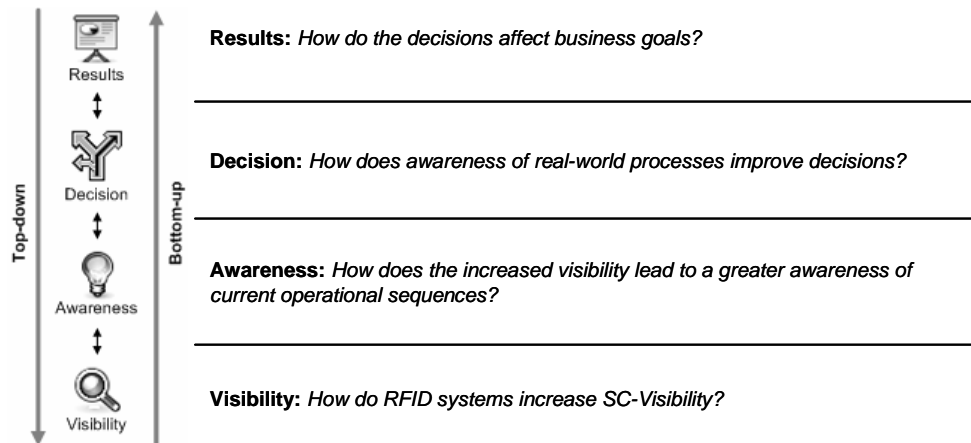 Top-down
Bottom-up
Results
Decision
Awareness
Visibility
Results: How do the decisions affect business goals?
Decision: How does awareness of real-world processes improve decisions?
Awareness: How does the increased visibility lead to a greater awareness of
current operational sequences?
Visibility: How do RFID systems increase SC-Visibility?